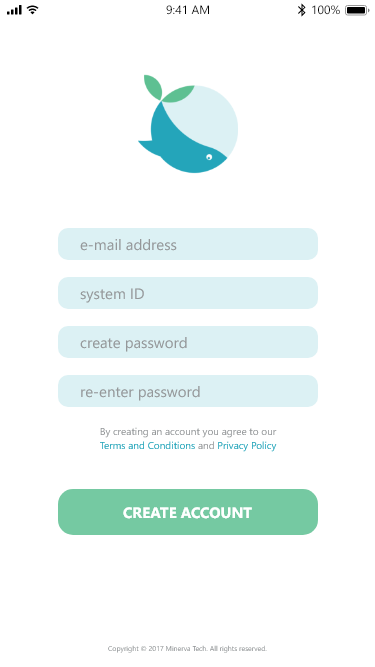 9:41 AM 100%
e-mail address
system ID
create password
re-enter password
By creating an account you agree to our
Terms and Conditions and Privacy Policy
CREATE ACCOUNT
Copyright © 2017 Minerva Tech. All rights reserved.